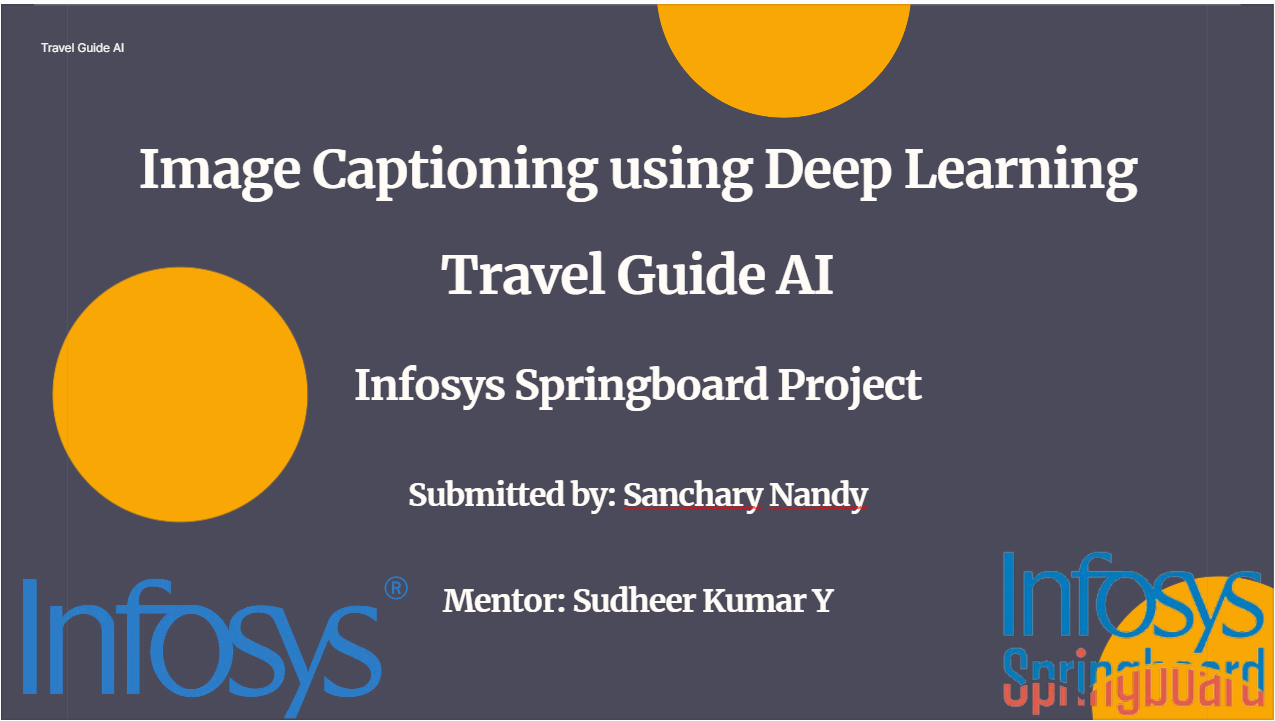 Travel Guide AI
Image Captioning using Deep Learning
Travel Guide AI
Infosys Springboard Project
Submitted by: Sanchary Nandy
Mentor: Sudheer Kumar Y
Infosys®
Infosys
Springboard